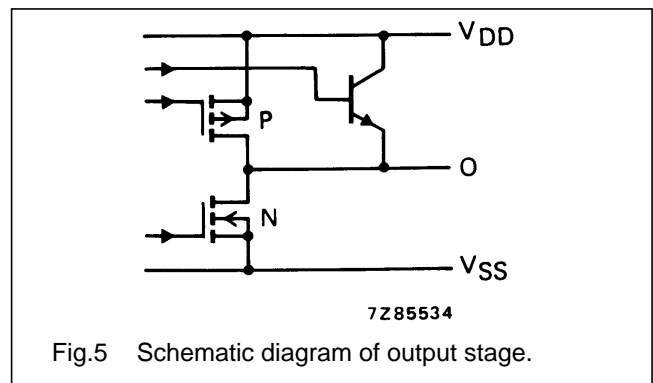 VDD
P
O
N
VSS
7Z85534
Fig.5 Schematic diagram of output stage.